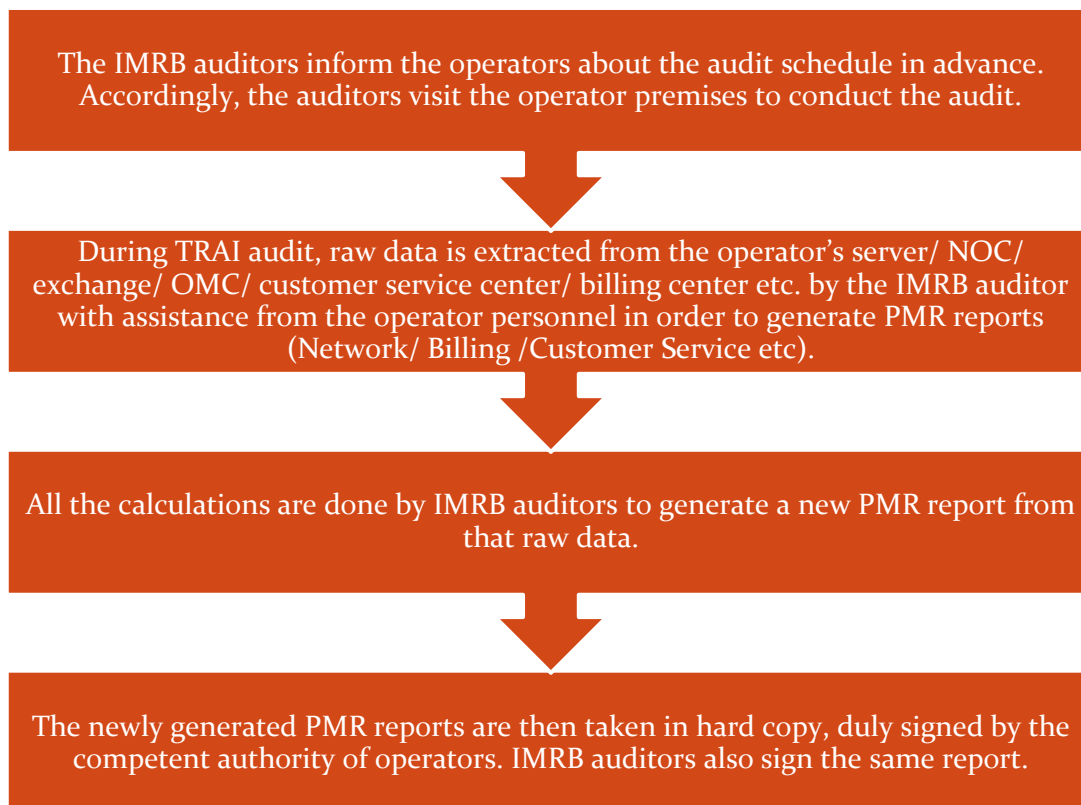 The IMRB auditors inform the operators about the audit schedule in advance.
Accordingly, the auditors visit the operator premises to conduct the audit.
During TRAI audit, raw data is extracted from the operator’s server/ NOC/
exchange/ OMC/ customer service center/ billing center etc. by the IMRB auditor
with assistance from the operator personnel in order to generate PMR reports
(Network/ Billing /Customer Service etc).
All the calculations are done by IMRB auditors to generate a new PMR report from
that raw data.
The newly generated PMR reports are then taken in hard copy, duly signed by the
competent authority of operators. IMRB auditors also sign the same report.